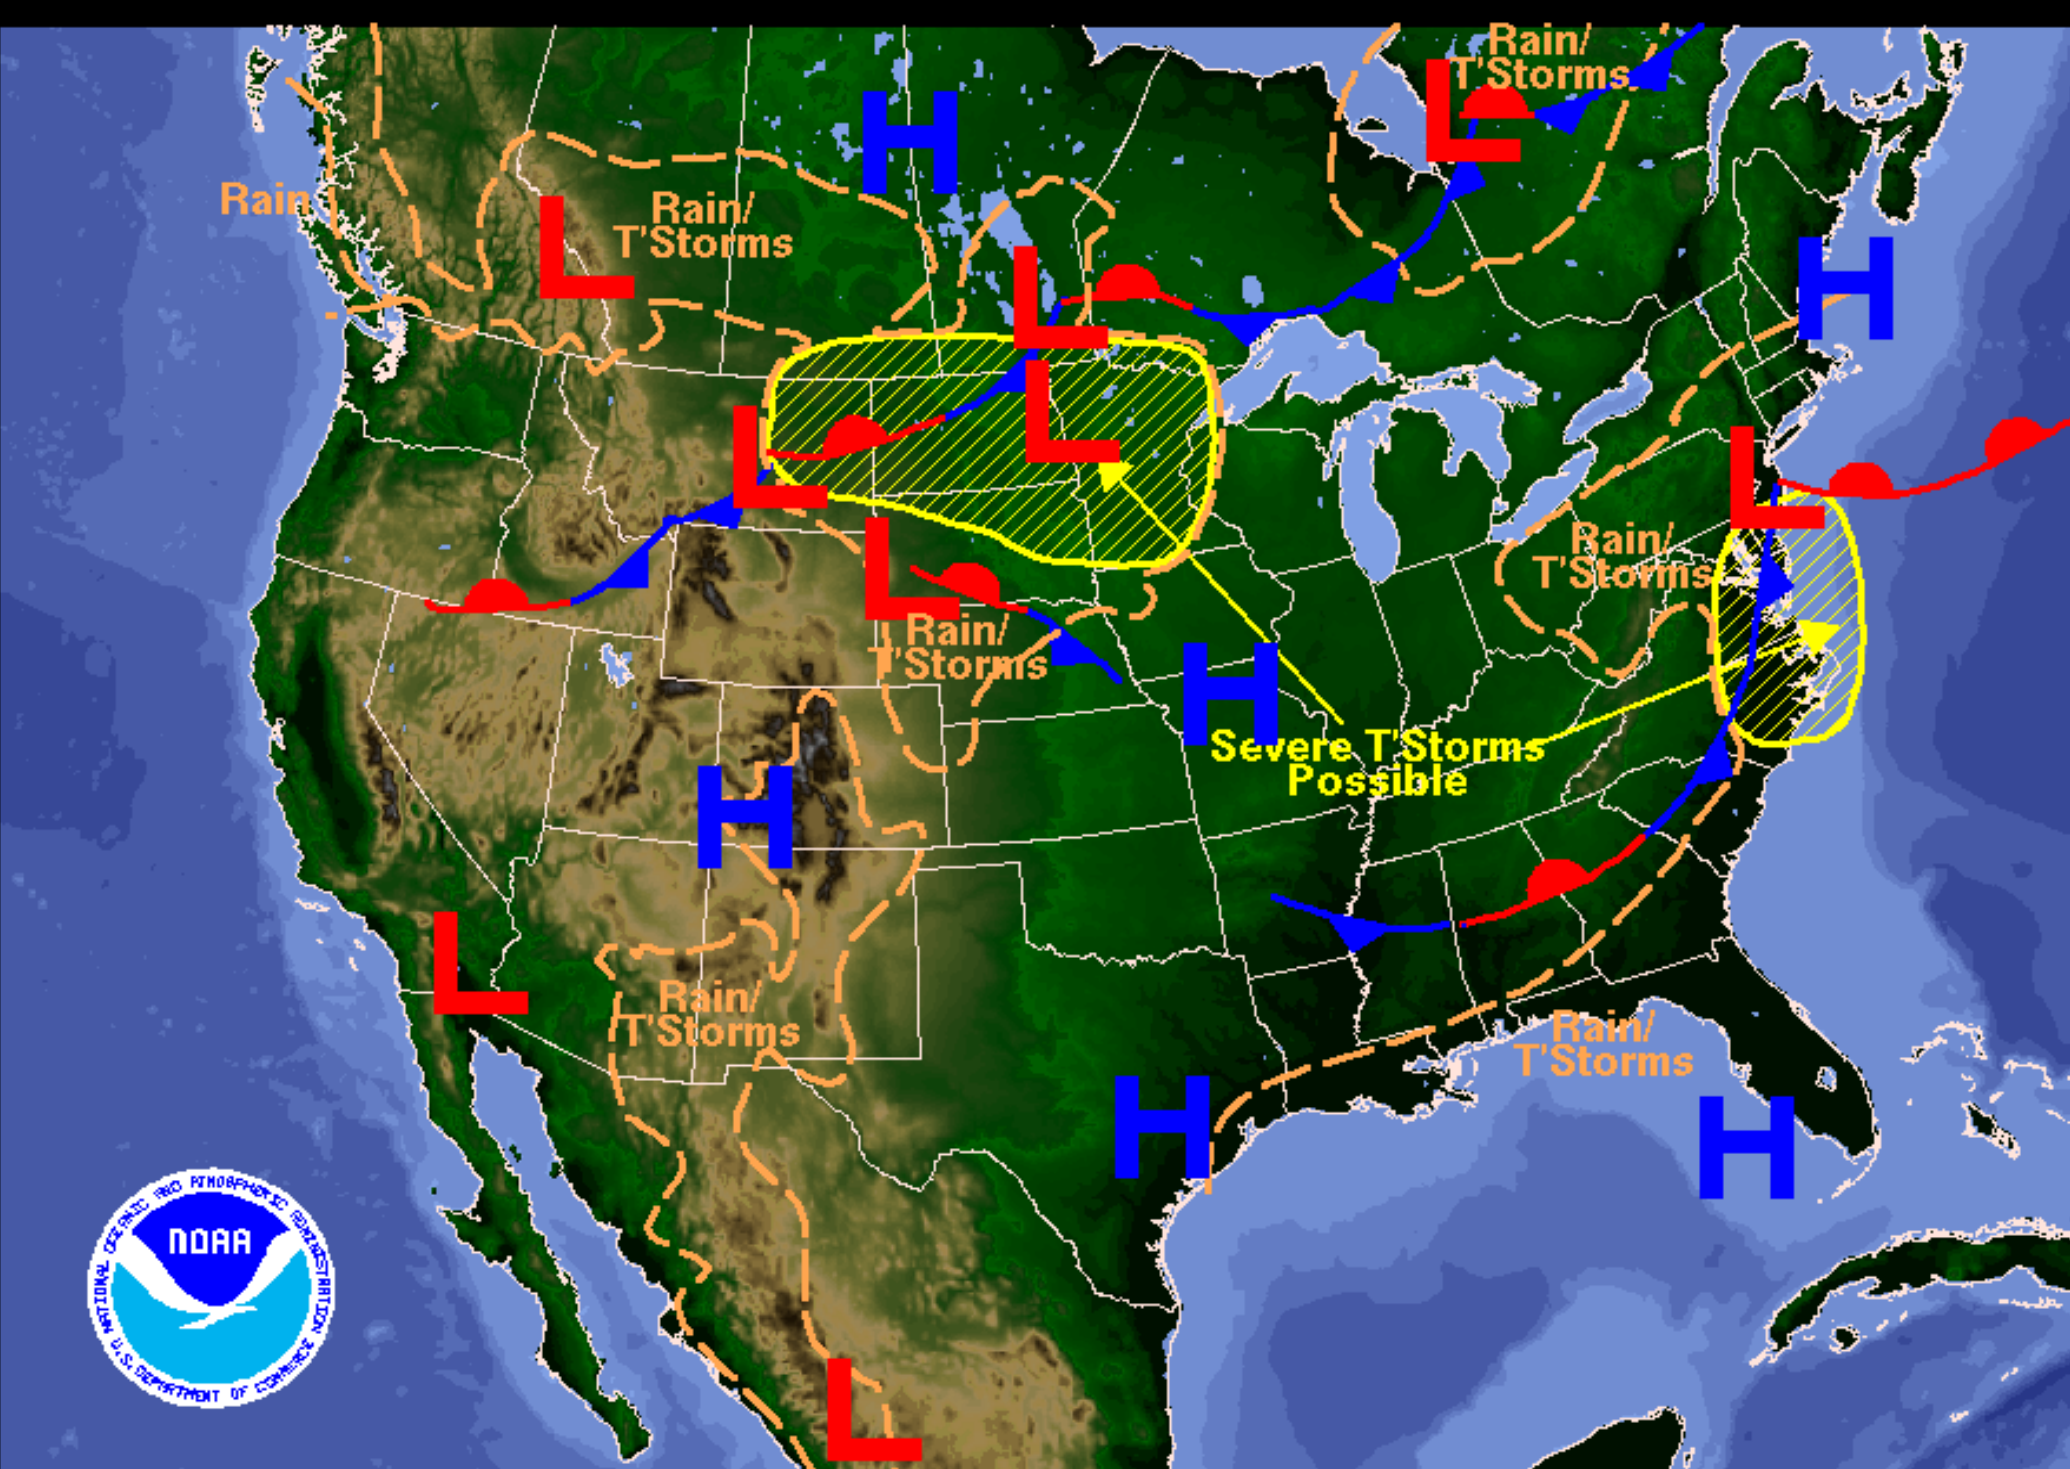 Rain/
T'Storms
H
L
Rain
Rain/
T'Storms
L
H
L
L
L
L
Rain/
T'Storms
L
Rain/
T'Storms
H
Severe T'Storms
Possible
H
L
Rain/
T'Storms
Rain/
T'Storms
H
H
NOAA
NATIONAL OCEANIC AND ATMOSPHERIC ADMINISTRATION
U.S. DEPARTMENT OF COMMERCE
L